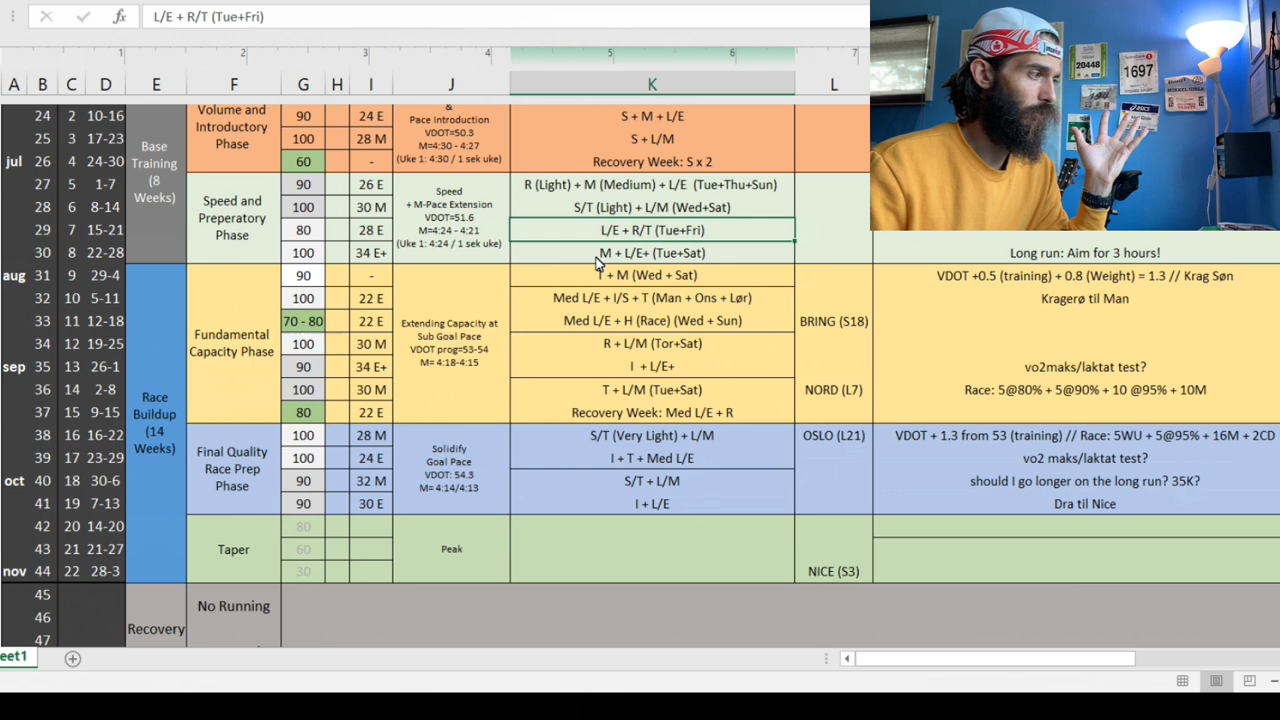 L/E + R/T (Tue+Fri)
1 2 3 4 5 6 7
A B C D E F G H I J K L
24 2 10-16 90 24 E S + M + L/E
25 3 17-23 100 28 M S + L/M
jul 26 4 24-30 60 - Recovery Week: S x 2
Base
Training
(8
Weeks)
Volume and
Introductory
Phase
&
Pace Introduction
VDOT=50.3
M=4:30 - 4:27
(Uke 1: 4:30 / 1 sek uke)
27 5 1-7 90 26 E R (Light) + M (Medium) + L/E (Tue+Thu+Sun)
28 6 8-14 100 30 M S/T (Light) + L/M (Wed+Sat)
29 7 15-21 80 28 E L/E + R/T (Tue+Fri)
30 8 22-28 100 34 E+ M + L/E+ (Tue+Sat) Long run: Aim for 3 hours!
Speed and
Preperatory
Phase
Speed
+ M-Pace Extension
VDOT=51.6
M=4:24 - 4:21
(Uke 1: 4:24 / 1 sek uke)
aug 31 9 29-4 90 - T + M (Wed + Sat) VDOT +0.5 (training) + 0.8 (Weight) = 1.3 // Krag Søn
32 10 5-11 100 22 E Med L/E + I/S + T (Man + Ons + Lør) Kragerø til Man
33 11 12-18 70 - 80 22 E Med L/E + H (Race) (Wed + Sun) BRING (S18)
34 12 19-25 100 30 M R + L/M (Tor+Sat)
sep 35 13 26-1 90 34 E+ I + L/E+ vo2maks/laktat test?
36 14 2-8 100 30 M T + L/M (Tue+Sat) NORD (L7) Race: 5@80% + 5@90% + 10 @95% + 10M
37 15 9-15 80 22 E Recovery Week: Med L/E + R
Fundamental
Capacity Phase
Extending Capacity at
Sub Goal Pace
VDOT prog=53-54
M= 4:18-4:15
Race
Buildup
(14
Weeks)
38 16 16-22 100 28 M S/T (Very Light) + L/M OSLO (L21) VDOT + 1.3 from 53 (training) // Race: 5WU + 5@95% + 16M + 2CD
39 17 23-29 100 24 E I + T + Med L/E vo2 maks/laktat test?
oct 40 18 30-6 90 32 M S/T + L/M should I go longer on the long run? 35K?
41 19 7-13 90 30 E I + L/E Dra til Nice
Final Quality
Race Prep
Phase
Solidify
Goal Pace
VDOT: 54.3
M= 4:14/4:13
42 20 14-20 80
43 21 21-27 60 Taper Peak
nov 44 22 28-3 30 NICE (S3)
45
46
47
Recovery
No Running
eet1
20448
1697
asics